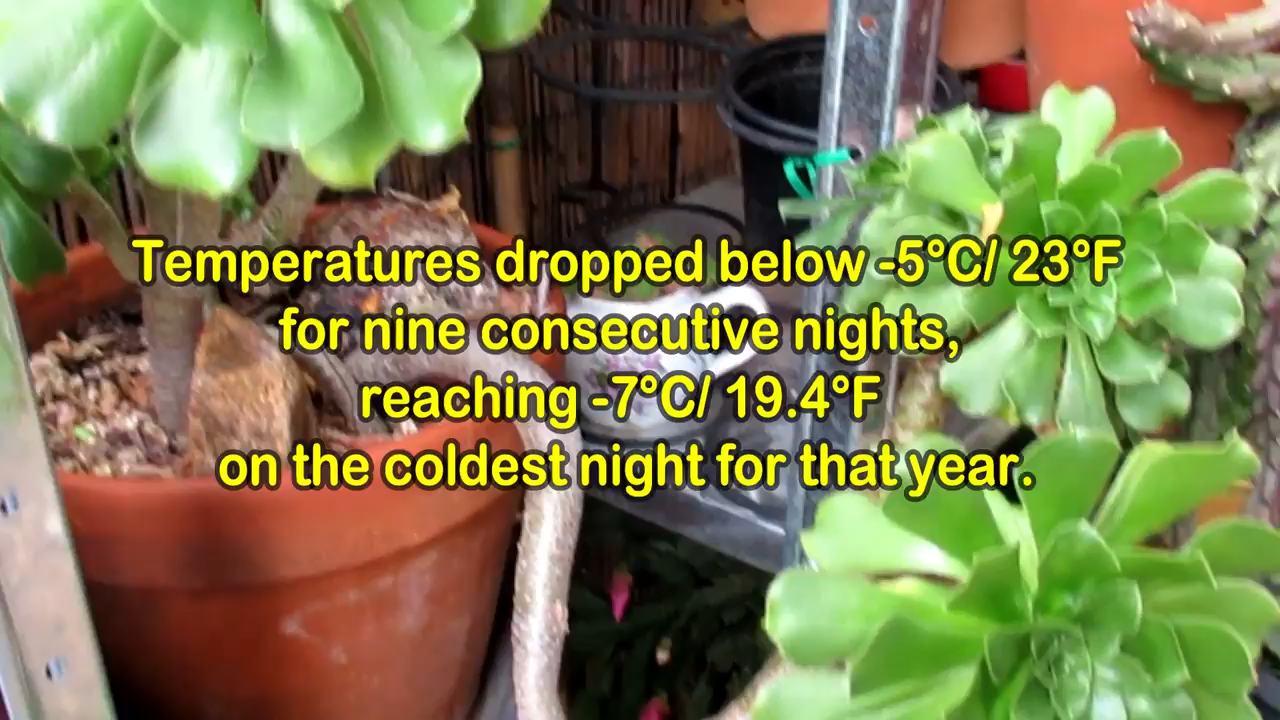 Temperatures dropped below -5°C/ 23°F
for nine consecutive nights,
reaching -7°C/ 19.4°F
on the coldest night for that year.